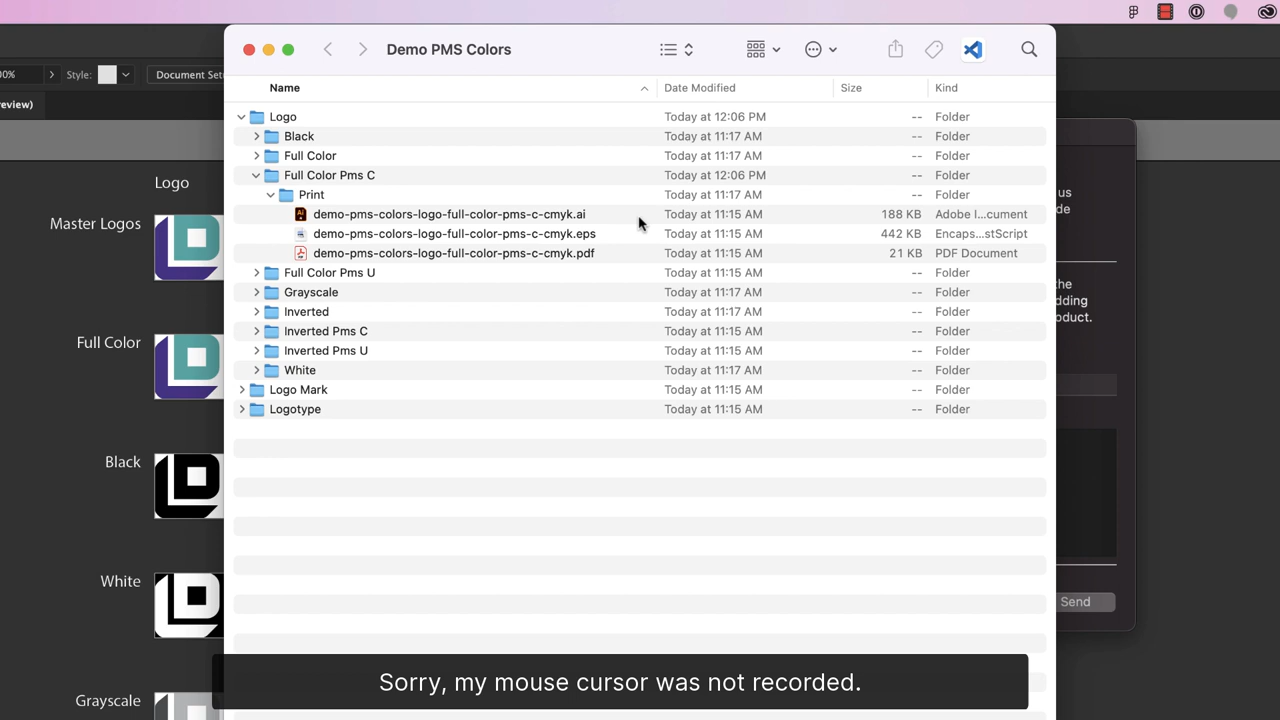 Demo PMS Colors
00%
Style:
Document Set
eview)
Name Date Modified Size Kind
Logo Today at 12:06 PM -- Folder
Black Today at 11:17 AM -- Folder
Full Color Today at 11:17 AM -- Folder
Full Color Pms C Today at 12:06 PM -- Folder
Print Today at 11:17 AM -- Folder
demo-pms-colors-logo-full-color-pms-c-cmyk.ai Today at 11:15 AM 188 KB Adobe I...cument
demo-pms-colors-logo-full-color-pms-c-cmyk.eps Today at 11:15 AM 442 KB Encaps...stScript
demo-pms-colors-logo-full-color-pms-c-cmyk.pdf Today at 11:15 AM 21 KB PDF Document
Full Color Pms U Today at 11:15 AM -- Folder
Grayscale Today at 11:17 AM -- Folder
Inverted Today at 11:17 AM -- Folder
Inverted Pms C Today at 11:15 AM -- Folder
Inverted Pms U Today at 11:15 AM -- Folder
White Today at 11:17 AM -- Folder
Logo Mark Today at 11:15 AM -- Folder
Logotype Today at 11:15 AM -- Folder
Logo
Master Logos
Full Color
Black
White
Grayscale
us
de
the
dding
oduct.
Send
Sorry, my mouse cursor was not recorded.